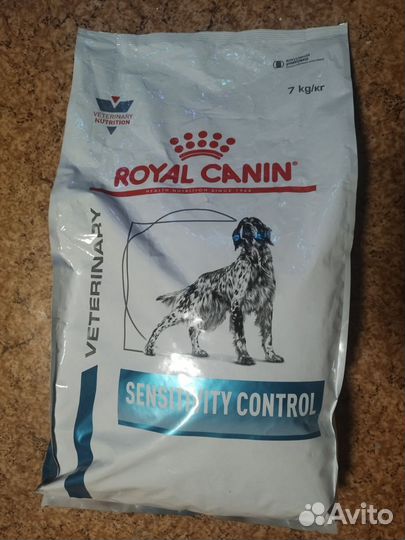 VETERINARY
NUTRITION
7 kg/кг
ROYAL CANIN
HEALTH NUTRITION SINCE 1968
VETERINARY
SENSITIVITY CONTROL
Avito